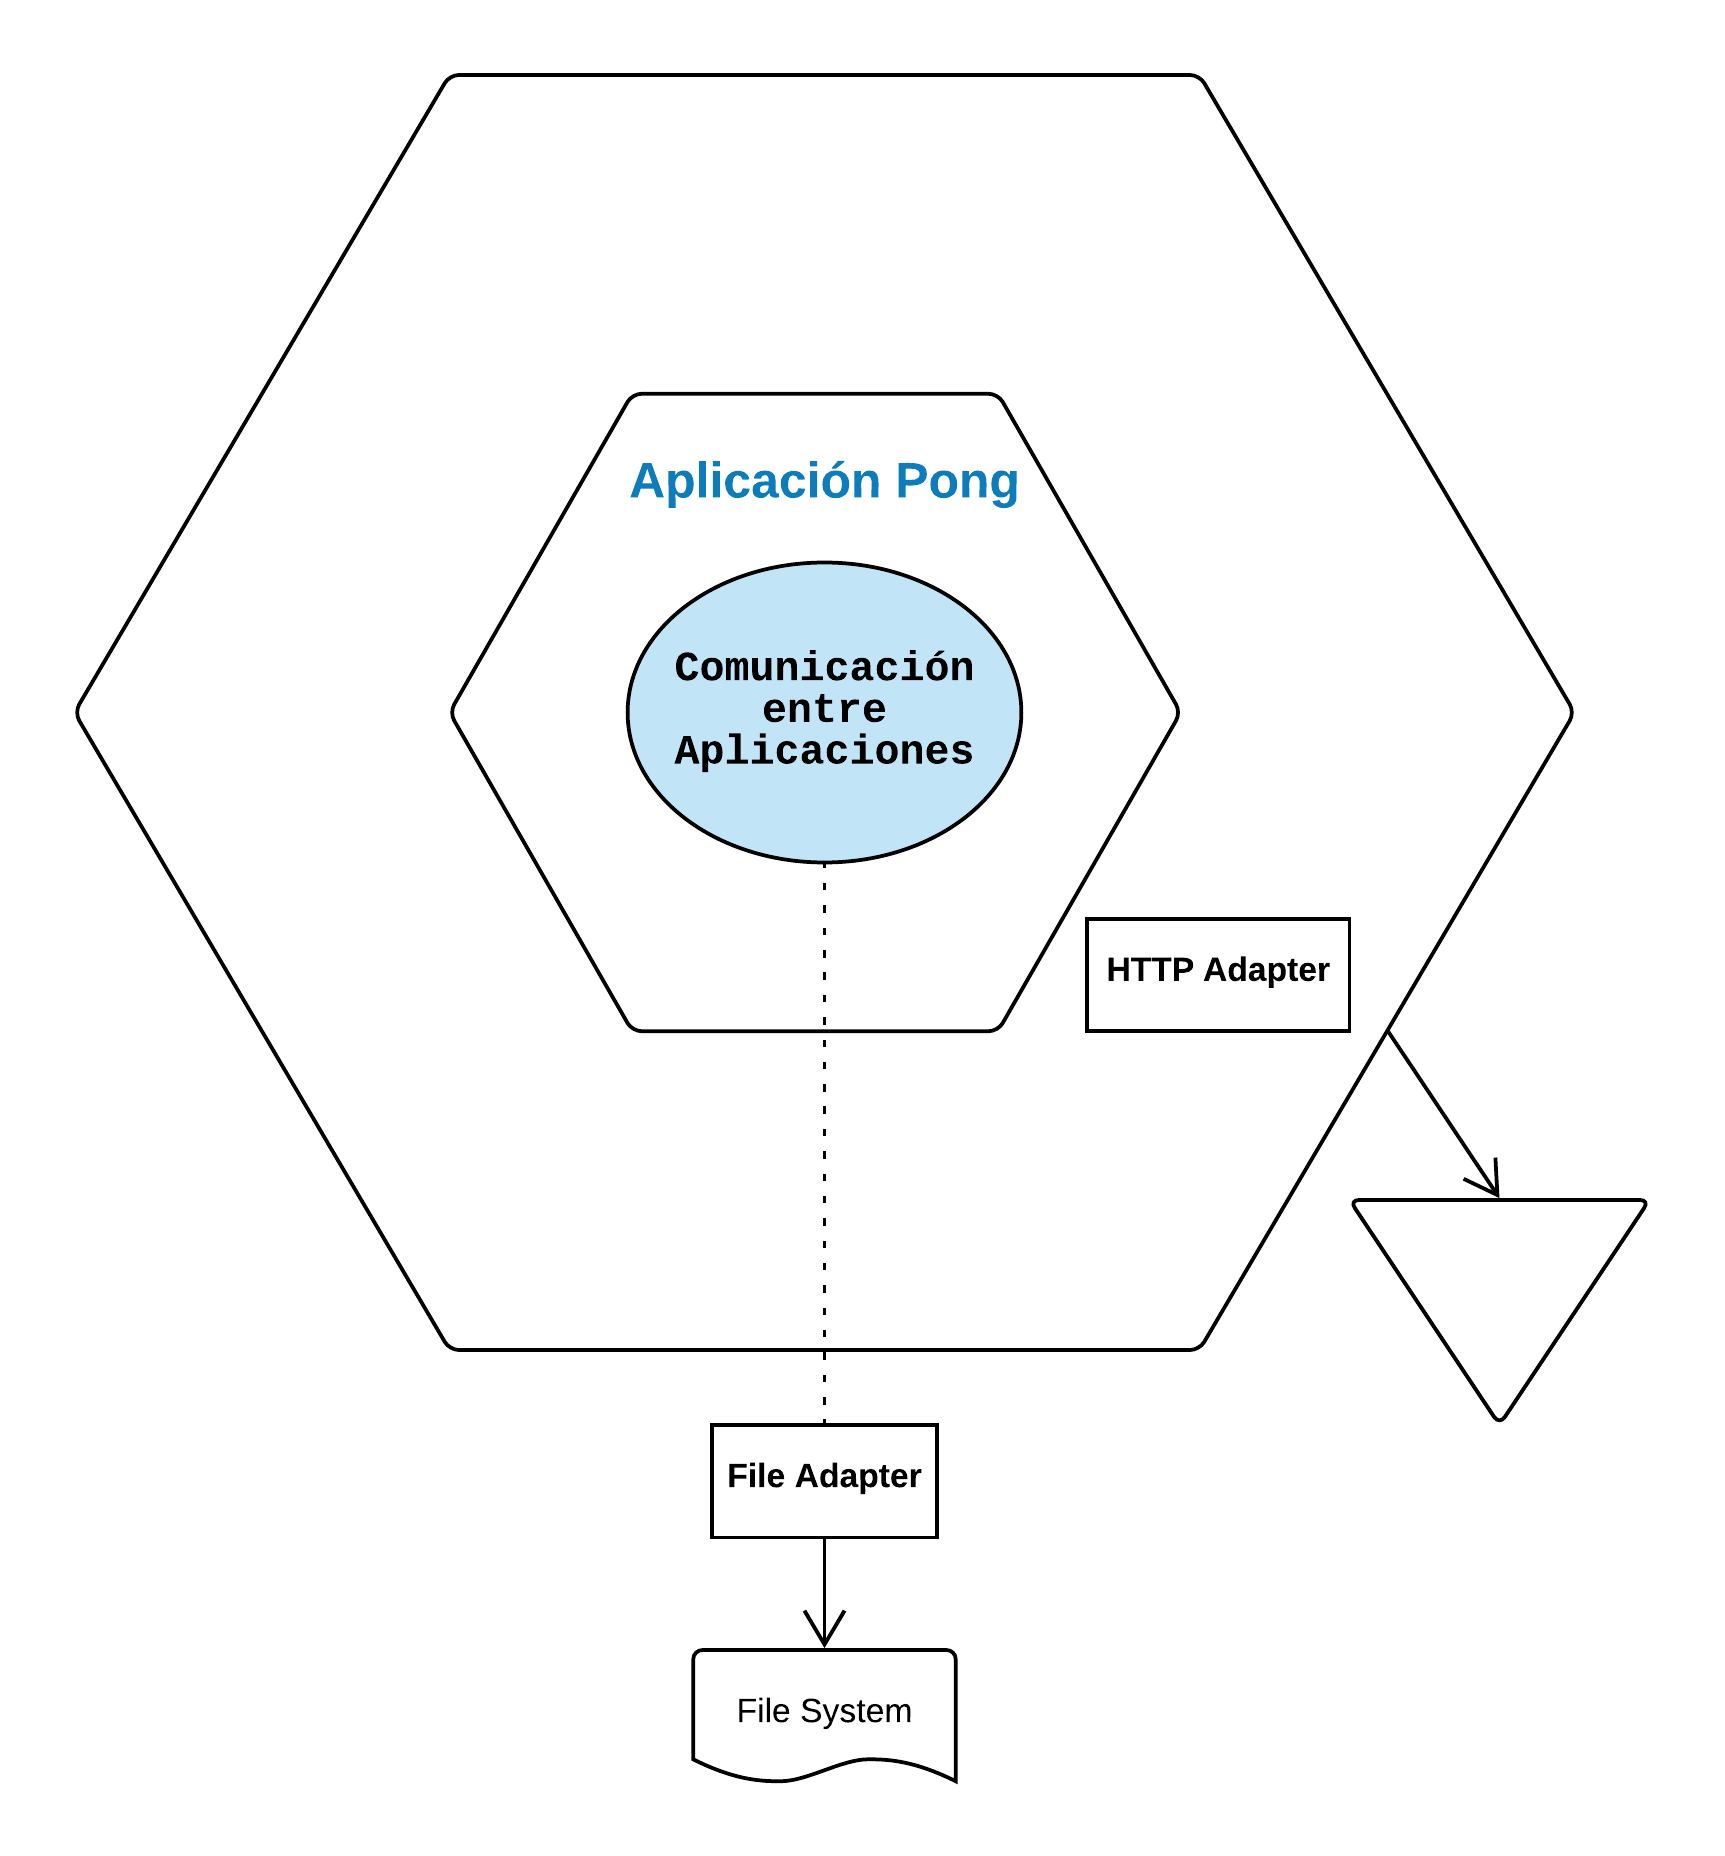 Aplicación Pong
Comunicación
entre
Aplicaciones
HTTP Adapter
File Adapter
File System